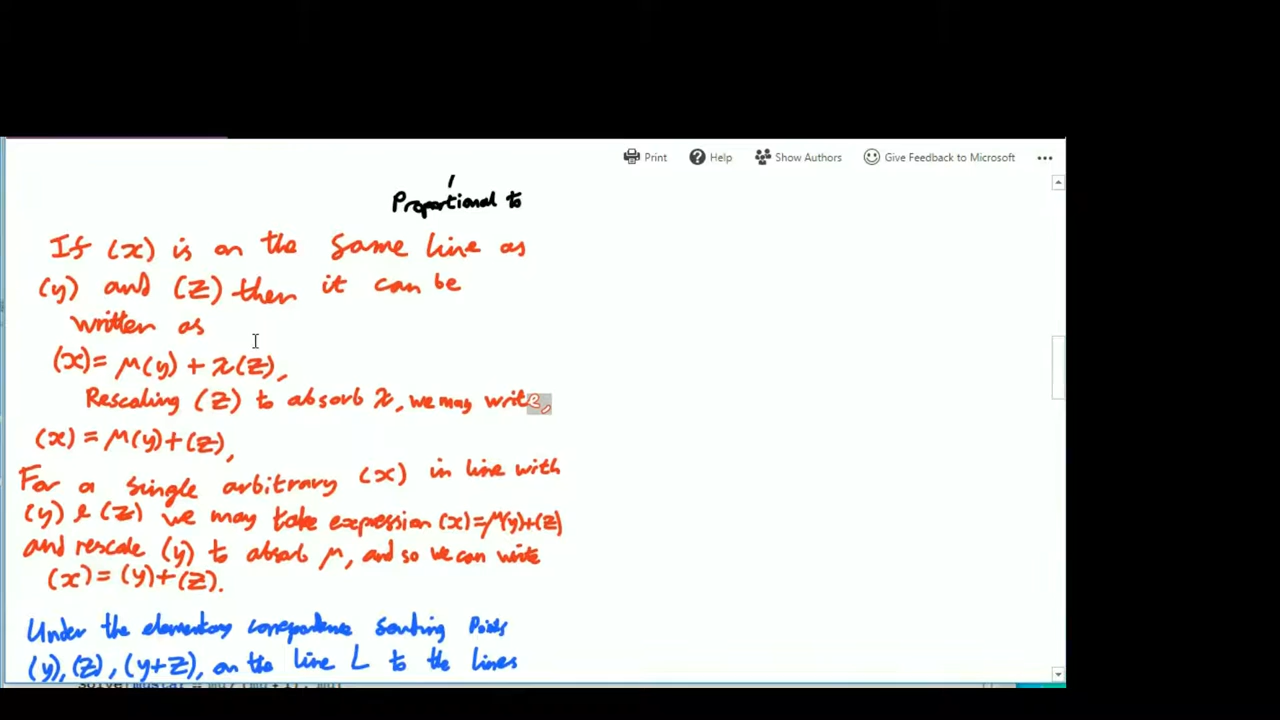 Print Help Show Authors Give Feedback to Microsoft
Proportional to
If (x) is on the same line as
(y) and (z) then it can be
written as
(x) = μ(y) + λ(z),
Rescaling (z) to absorb λ, we may write,
(x) = μ(y)+(z),
For a single arbitrary (x) in line with
(y) & (z) we may take expression (x)=μ(y)+(z)
and rescale (y) to absorb μ, and so we can write
(x) = (y)+(z).
Under the elementary correpondence sending Points
(y), (z), (y+z), on the line L to the lines